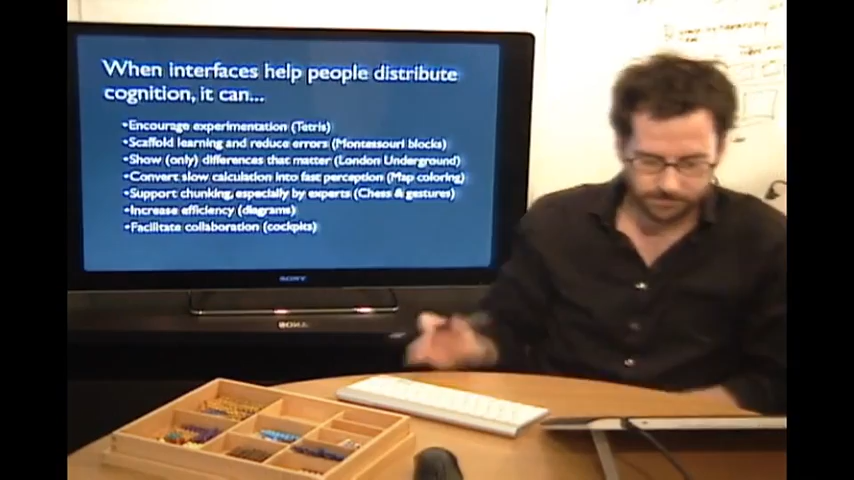 When interfaces help people distribute
cognition, it can...
•Encourage experimentation (Tetris)
•Scaffold learning and reduce errors (Montessouri blocks)
•Show (only) differences that matter (London Underground)
•Convert slow calculation into fast perception (Map coloring)
•Support chunking, especially by experts (Chess & gestures)
•Increase efficiency (diagrams)
•Facilitate collaboration (cockpits)
SONY